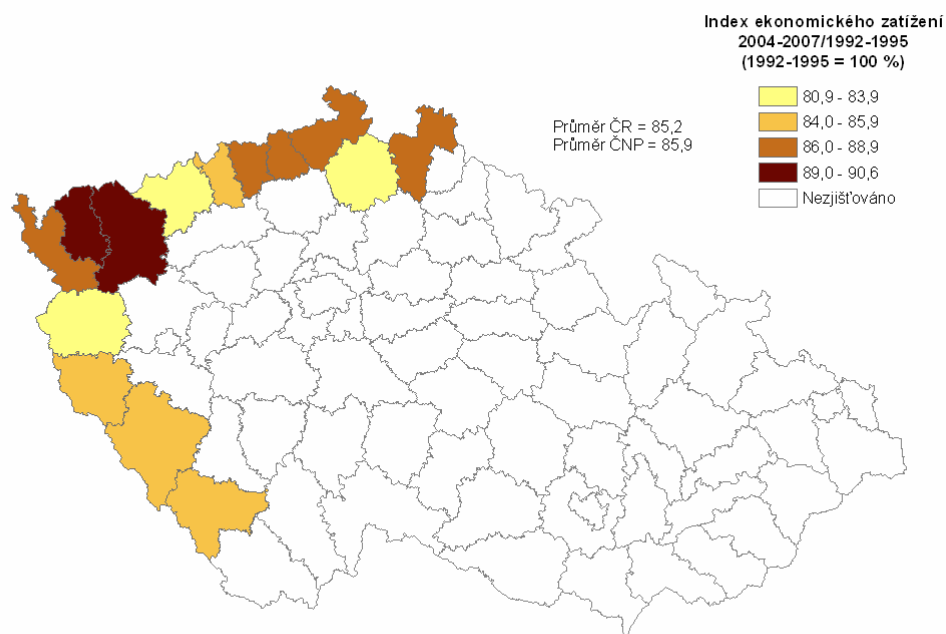 Index ekonomického zatížení
2004-2007/1992-1995
(1992-1995 = 100 %)
80,9 - 83,9
84,0 - 85,9
86,0 - 88,9
89,0 - 90,6
Nezjišťováno
Průměr ČR = 85,2
Průměr ČNP = 85,9